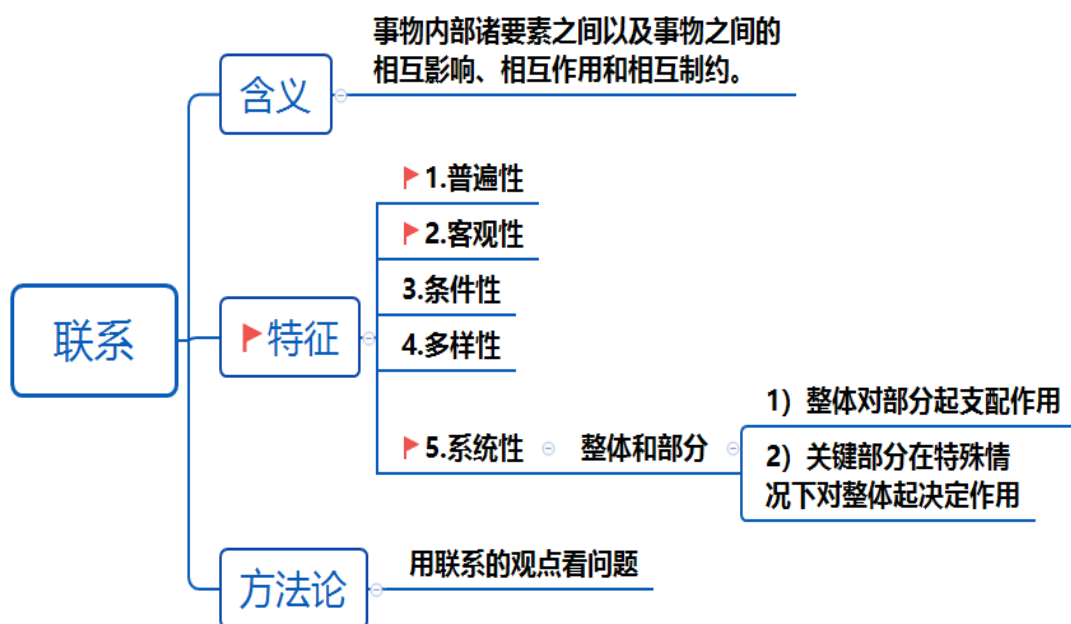 联系
含义
事物内部诸要素之间以及事物之间的
相互影响、相互作用和相互制约。
特征
1.普遍性
2.客观性
3.条件性
4.多样性
5.系统性
整体和部分
1）整体对部分起支配作用
2）关键部分在特殊情
况下对整体起决定作用
方法论
用联系的观点看问题